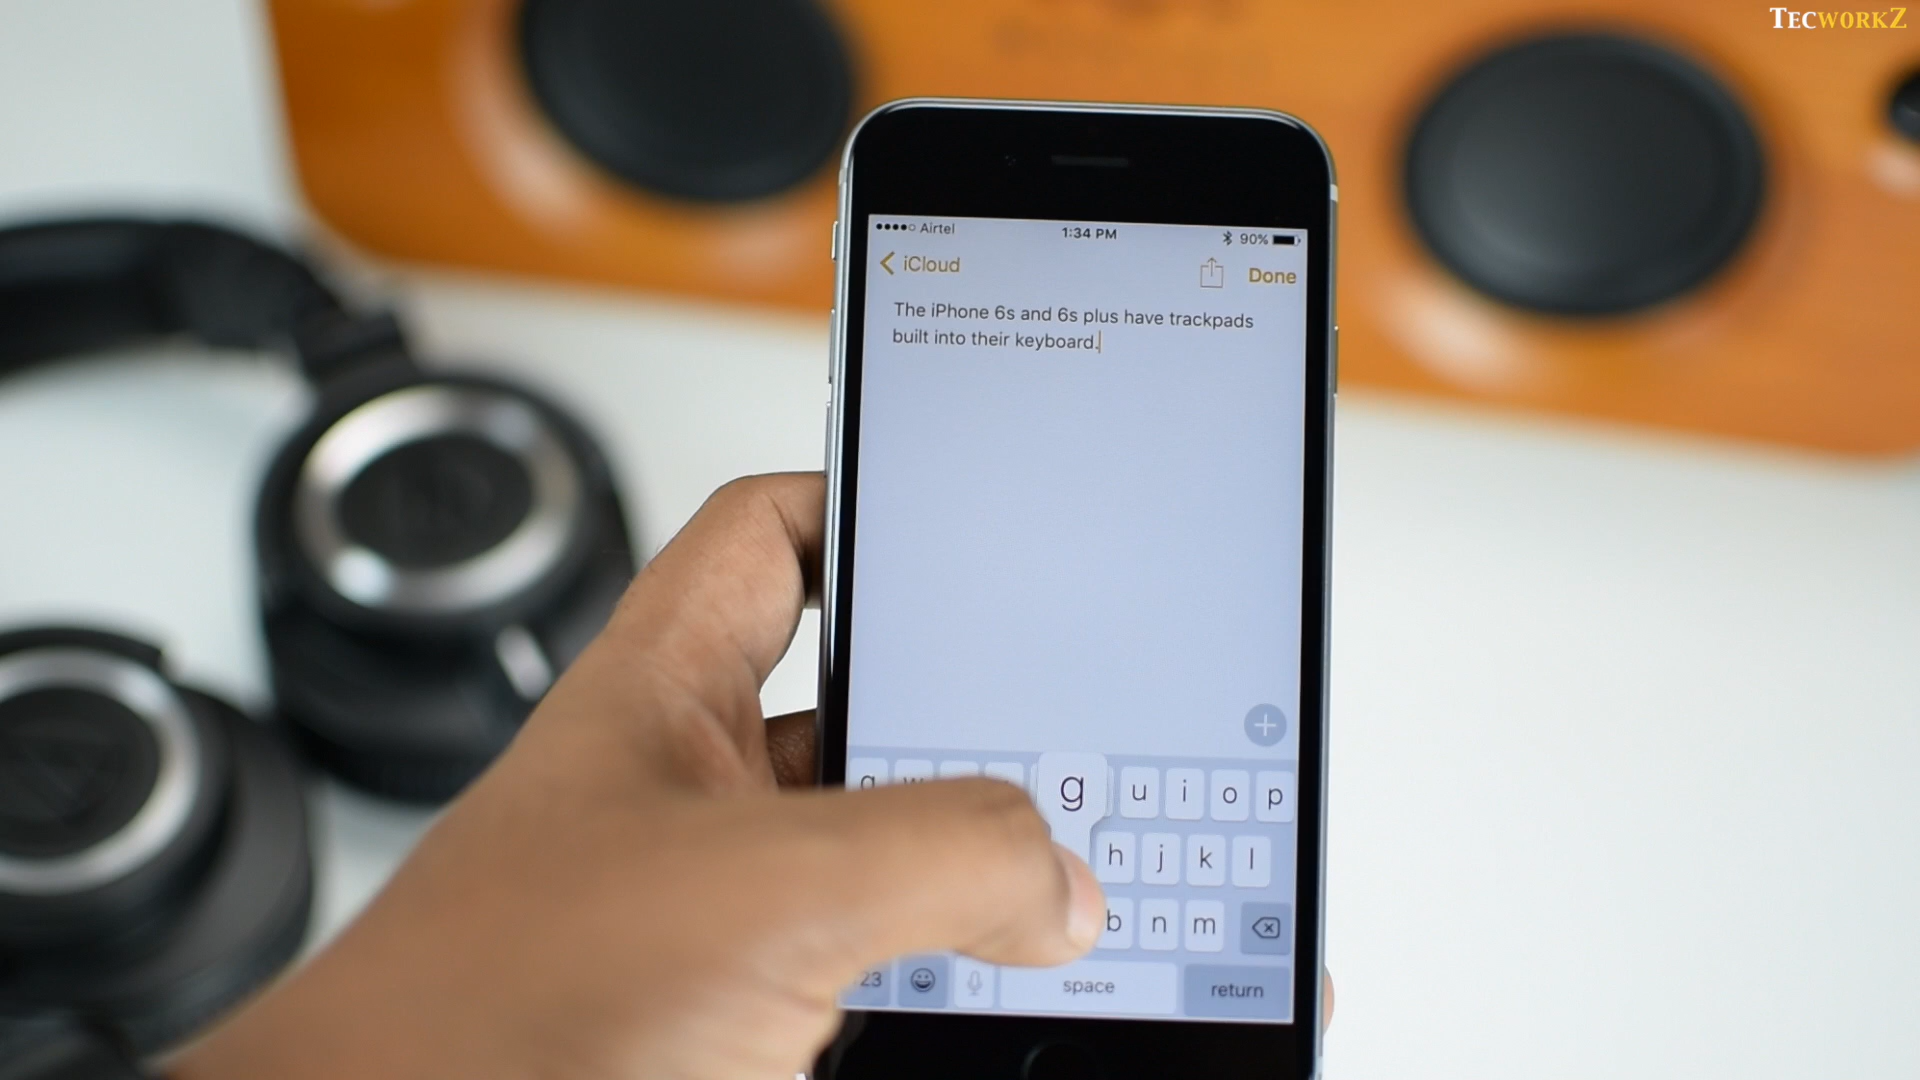 TECWORKZ
Airtel 1:34 PM 90%
iCloud Done
The iPhone 6s and 6s plus have trackpads
built into their keyboard.
g u i o p
h j k l
b n m
space return